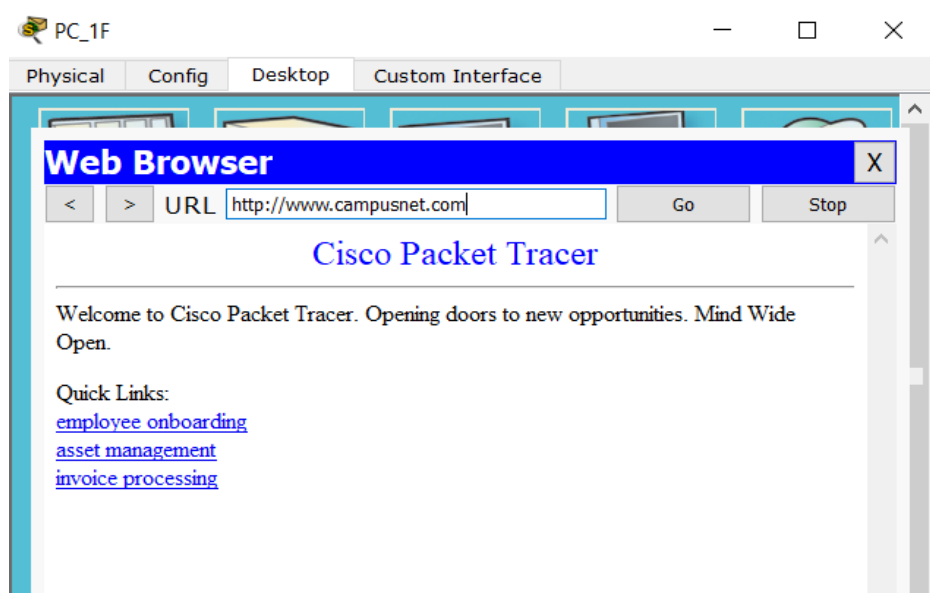 PC_1F
Physical Config Desktop Custom Interface
Web Browser X
< > URL http://www.campusnet.com Go Stop
Cisco Packet Tracer
Welcome to Cisco Packet Tracer. Opening doors to new opportunities. Mind Wide
Open.
Quick Links:
employee onboarding
asset management
invoice processing